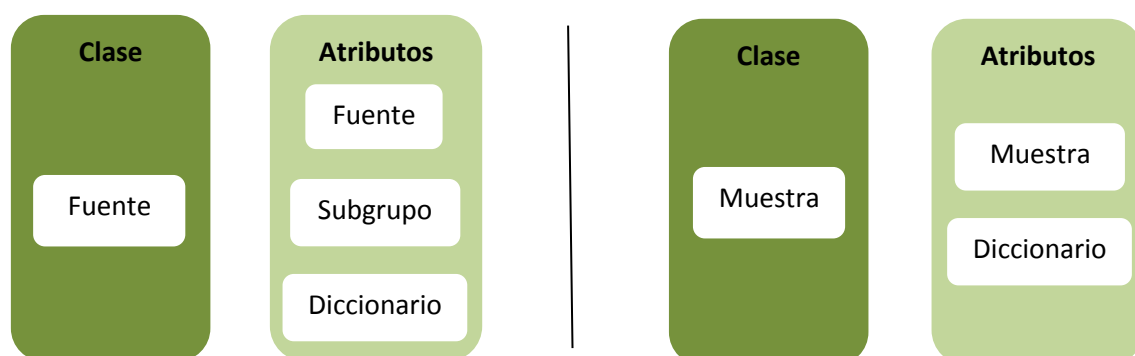 Clase
Fuente
Atributos
Fuente
Subgrupo
Diccionario
Clase
Muestra
Atributos
Muestra
Diccionario